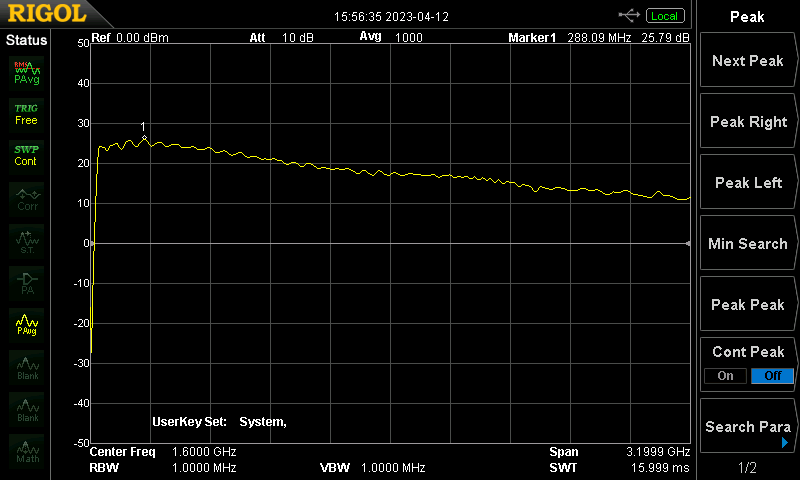 RIGOL
15:56:35 2023-04-12
Local
Peak
Status
Ref 0.00 dBm Att 10 dB Avg 1000 Marker1 288.09 MHz 25.79 dB
RMS
PAvg
TRIG
Free
SWP
Cont
Corr
S.T.
PA
PAvg
Blank
Blank
Math
50
40
30
20
10
0
-10
-20
-30
-40
-50
1
UserKey Set: System,
Center Freq 1.6000 GHz Span 3.1999 GHz
RBW 1.0000 MHz VBW 1.0000 MHz SWT 15.999 ms
Next Peak
Peak Right
Peak Left
Min Search
Peak Peak
Cont Peak
On Off
Search Para
1/2